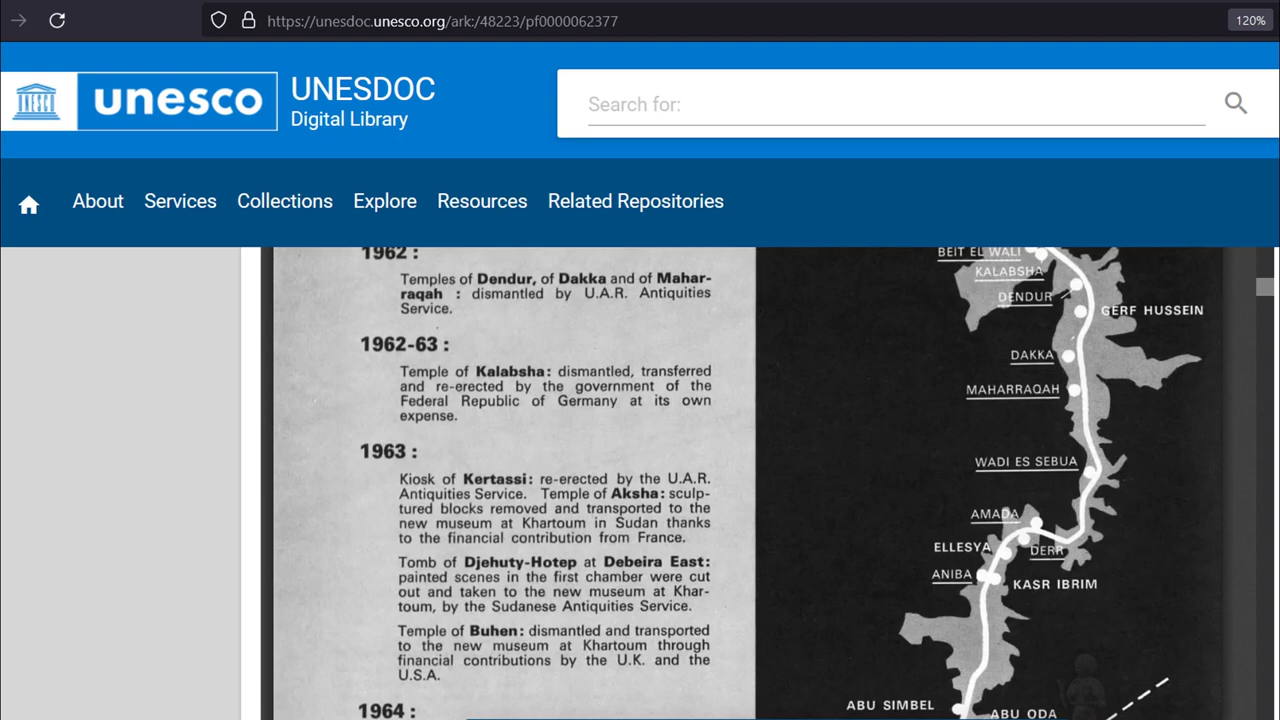 https://unesdoc.unesco.org/ark:/48223/pf0000062377
120%
unesco
UNESDOC
Digital Library
Search for:
About
Services
Collections
Explore
Resources
Related Repositories
1962 :
Temples of Dendur, of Dakka and of Mahar-
raqah : dismantled by U.A.R. Antiquities
Service.
1962-63 :
Temple of Kalabsha: dismantled, transferred
and re-erected by the government of the
Federal Republic of Germany at its own
expense.
1963 :
Kiosk of Kertassi: re-erected by the U.A.R.
Antiquities Service. Temple of Aksha: sculp-
tured blocks removed and transported to the
new museum at Khartoum in Sudan thanks
to the financial contribution from France.
Tomb of Djehuty-Hotep at Debeira East:
painted scenes in the first chamber were cut
out and taken to the new museum at Khar-
toum, by the Sudanese Antiquities Service.
Temple of Buhen: dismantled and transported
to the new museum at Khartoum through
financial contributions by the U.K. and the
U.S.A.
1964 :
BEIT EL WALI
KALABSHA
DENDUR
GERF HUSSEIN
DAKKA
MAHARRAQAH
WADI ES SEBUA
AMADA
ELLESYA
DERR
ANIBA
KASR IBRIM
ABU SIMBEL
ABU ODA